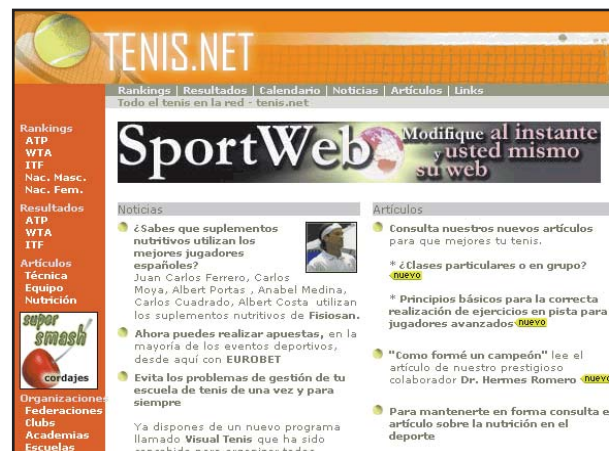 TENIS.NET
Rankings | Resultados | Calendario | Noticias | Artículos | Links
Todo el tenis en la red - tenis.net
Rankings
ATP
WTA
ITF
Nac. Masc.
Nac. Fem.
Resultados
ATP
WTA
ITF
Artículos
Técnica
Equipo
Nutrición
super
smash
cordajes
Organizaciones
Federaciones
Clubs
Academias
Escuelas
SportWeb
Modifique al instante
y usted mismo
su web
Noticias
¿Sabes que suplementos
nutritivos utilizan los
mejores jugadores
españoles?
Juan Carlos Ferrero, Carlos
Moya, Albert Portas , Anabel Medina,
Carlos Cuadrado, Albert Costa utilizan
los suplementos nutritivos de Fisiosan.
Ahora puedes realizar apuestas, en la
mayoría de los eventos deportivos,
desde aquí con EUROBET
Evita los problemas de gestión de tu
escuela de tenis de una vez y para
siempre
Ya dispones de un nuevo programa
llamado Visual Tenis que ha sido
concebido para organizar todos
Artículos
Consulta nuestros nuevos artículos
para que mejores tu tenis.
* ¿Clases particulares o en grupo?
nuevo
* Principios básicos para la correcta
realización de ejercicios en pista para
jugadores avanzados nuevo
"Como formé un campeón" lee el
artículo de nuestro prestigioso
colaborador Dr. Hermes Romero nuevo
Para mantenerte en forma consulta e
artículo sobre la nutrición en el
deporte